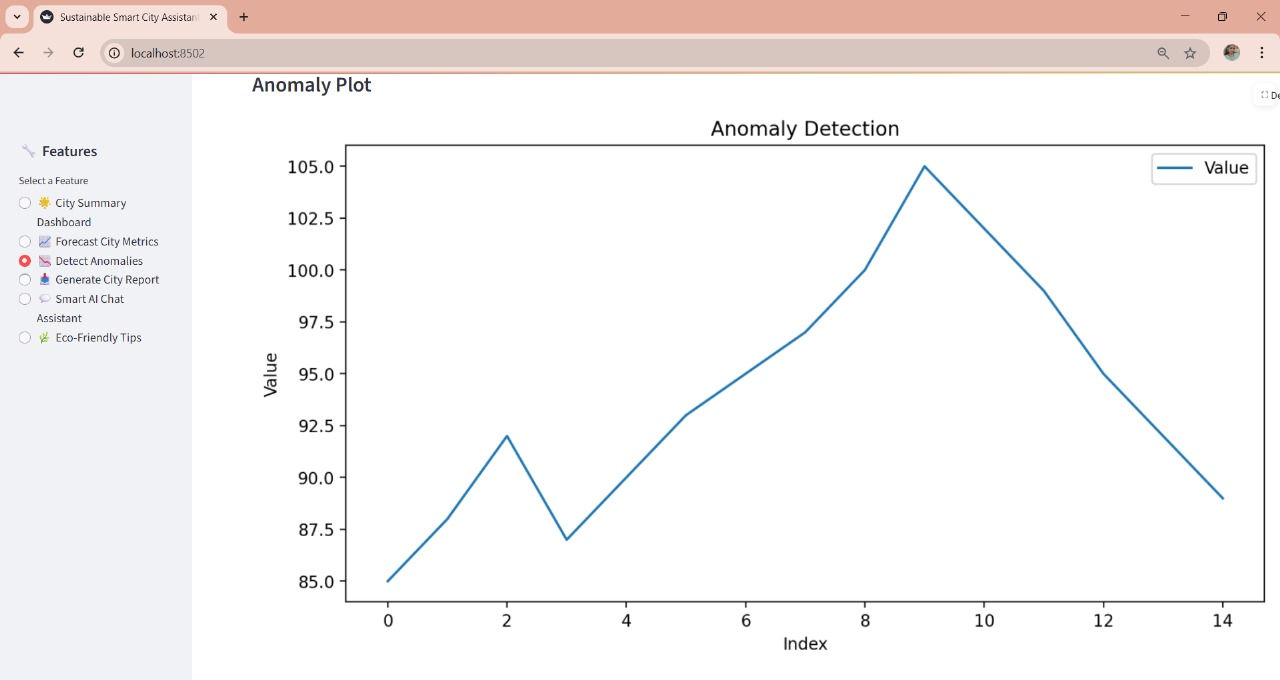 Sustainable Smart City Assistan
localhost:8502
Anomaly Plot
De
Features
Select a Feature
City Summary
Dashboard
Forecast City Metrics
Detect Anomalies
Generate City Report
Smart AI Chat
Assistant
Eco-Friendly Tips
Anomaly Detection
Value
105.0
102.5
100.0
97.5
95.0
92.5
90.0
87.5
85.0
Value
0 2 4 6 8 10 12 14
Index